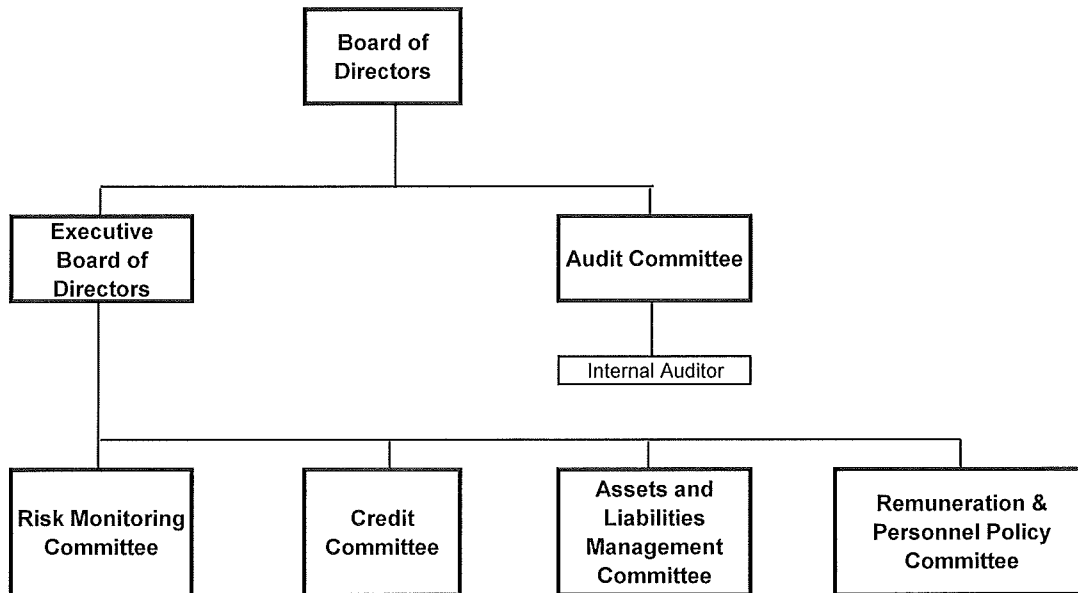 Board of
Directors
Executive
Board of
Directors
Audit Committee
Internal Auditor
Risk Monitoring
Committee
Credit
Committee
Assets and
Liabilities
Management
Committee
Remuneration &
Personnel Policy
Committee